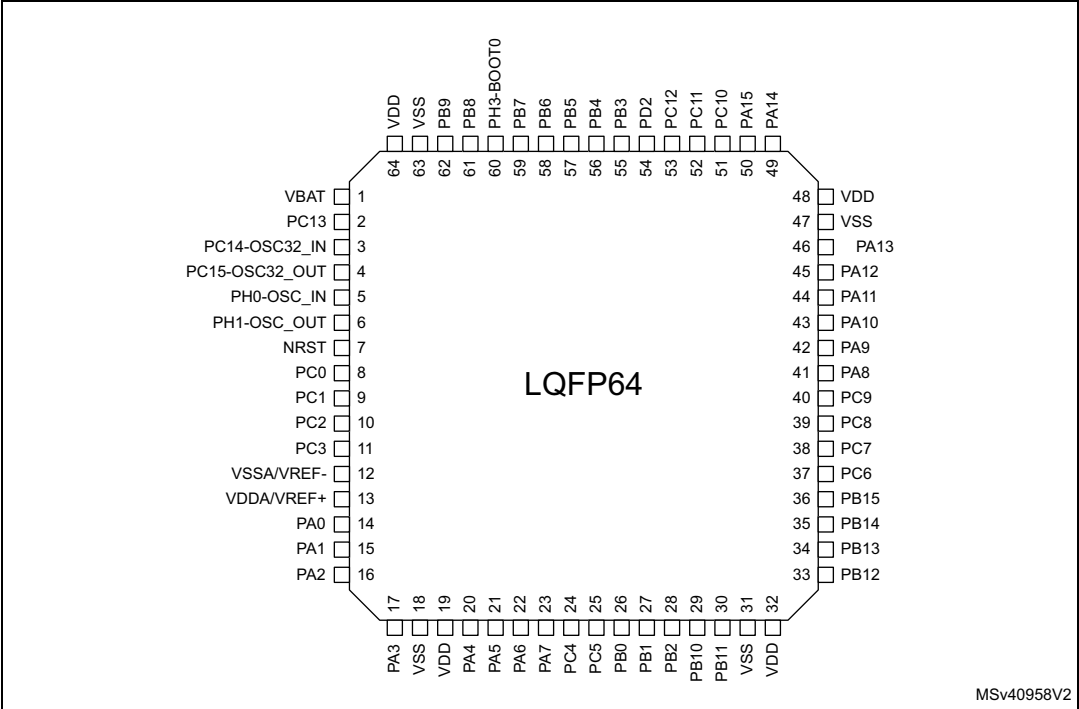 VDD
VSS
PB9
PB8
PH3-BOOT0
PB7
PB6
PB5
PB4
PB3
PD2
PC12
PC11
PC10
PA15
PA14
64
63
62
61
60
59
58
57
56
55
54
53
52
51
50
49
VBAT 1
PC13 2
PC14-OSC32_IN 3
PC15-OSC32_OUT 4
PH0-OSC_IN 5
PH1-OSC_OUT 6
NRST 7
PC0 8
PC1 9
PC2 10
PC3 11
VSSA/VREF- 12
VDDA/VREF+ 13
PA0 14
PA1 15
PA2 16
LQFP64
48 VDD
47 VSS
46 PA13
45 PA12
44 PA11
43 PA10
42 PA9
41 PA8
40 PC9
39 PC8
38 PC7
37 PC6
36 PB15
35 PB14
34 PB13
33 PB12
17
18
19
20
21
22
23
24
25
26
27
28
29
30
31
32
PA3
VSS
VDD
PA4
PA5
PA6
PA7
PC4
PC5
PB0
PB1
PB2
PB10
PB11
VSS
VDD
MSv40958V2